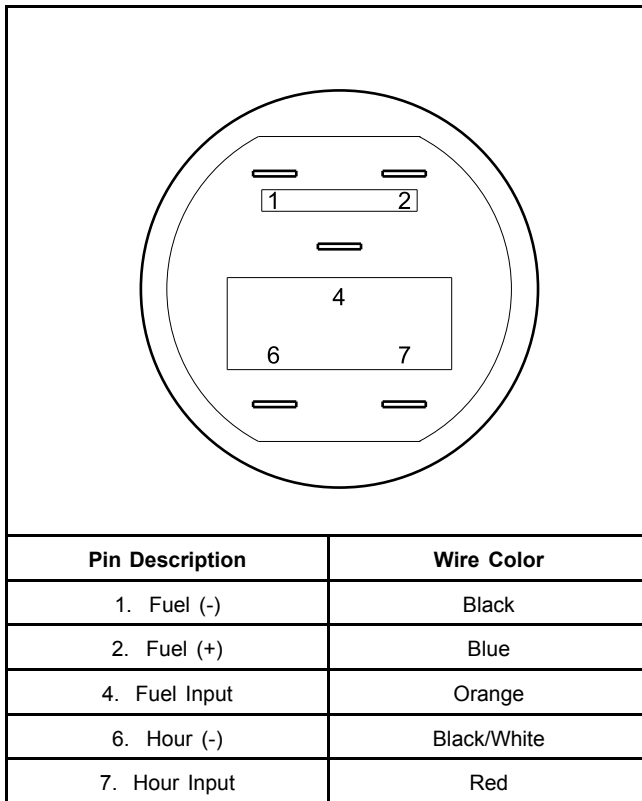 1 2
4
6 7
Pin Description Wire Color
1. Fuel (-) Black
2. Fuel (+) Blue
4. Fuel Input Orange
6. Hour (-) Black/White
7. Hour Input Red